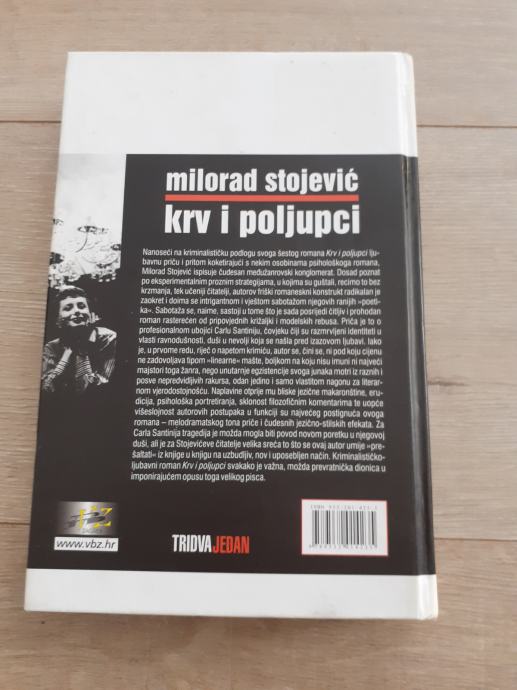 milorad stojević
krv i poljupci
Nanoseći na kriminalističku podlogu svoga šestog romana Krv i poljupci lju-
bavnu priču i pritom koketirajući s nekim osobinama psihološkoga romana,
Milorad Stojević ispisuje čudesan međužanrovski konglomerat. Dosad poznat
po eksperimentalnim proznim strategijama, u kojima su guštali, recimo to bez
krzmanja, tek učeniji čitatelji, autorov friški romaneskni konstrukt radikalan je
zaokret i doima se intrigantnom i vještom sabotažom njegovih ranijih »poeti-
ka«. Sabotaža se, naime, sastoji u tome što je sada posrijedi čitljiv i prohodan
roman rasterećen od pripovjednih križaljki i modelskih rebusa. Priča je to o
profesionalnom ubojici Carlu Santiniju, čovjeku čiji su razmrvljeni identiteti u
vlasti ravnodušnosti, duši u nevolji koja se našla pred izazovom ljubavi. Iako
je, u prvome redu, riječ o napetom krimiću, autor se, čini se, ni pod koju cijenu
ne zadovoljava tipom »linearne« mašte, boljkom na koju nisu imuni ni najveći
majstori toga žanra, nego unutarnje egzistencije svoga junaka motri iz raznih i
posve nepredvidljivih rakursa, odan jedino i samo vlastitom nagonu za literar-
nom vjerodostojnošću. Naplavine otprije mu bliske jezične makaronštine, eru-
dicija, psihološka portretiranja, sklonost filozofičnim komentarima te uopće
višeslojnost autorovih postupaka u funkciji su najvećeg postignuća ovoga
romana – melodramatskog tona priče i čudesnih jezično-stilskih efekata. Za
Carla Santinija tragedija je možda mogla biti povod novom poretku u njegovoj
duši, ali je za Stojevićeve čitatelje velika sreća to što se ovaj autor umije »pre-
šaltati« iz knjige u knjigu na uzbudljiv, nov i uposebljen način. Kriminalističko-
ljubavni roman Krv i poljupci svakako je važna, možda prevratnička dionica u
imponirajućem opusu toga velikog pisca.
VBZ
www.vbz.hr
TRIDVAJEDAN